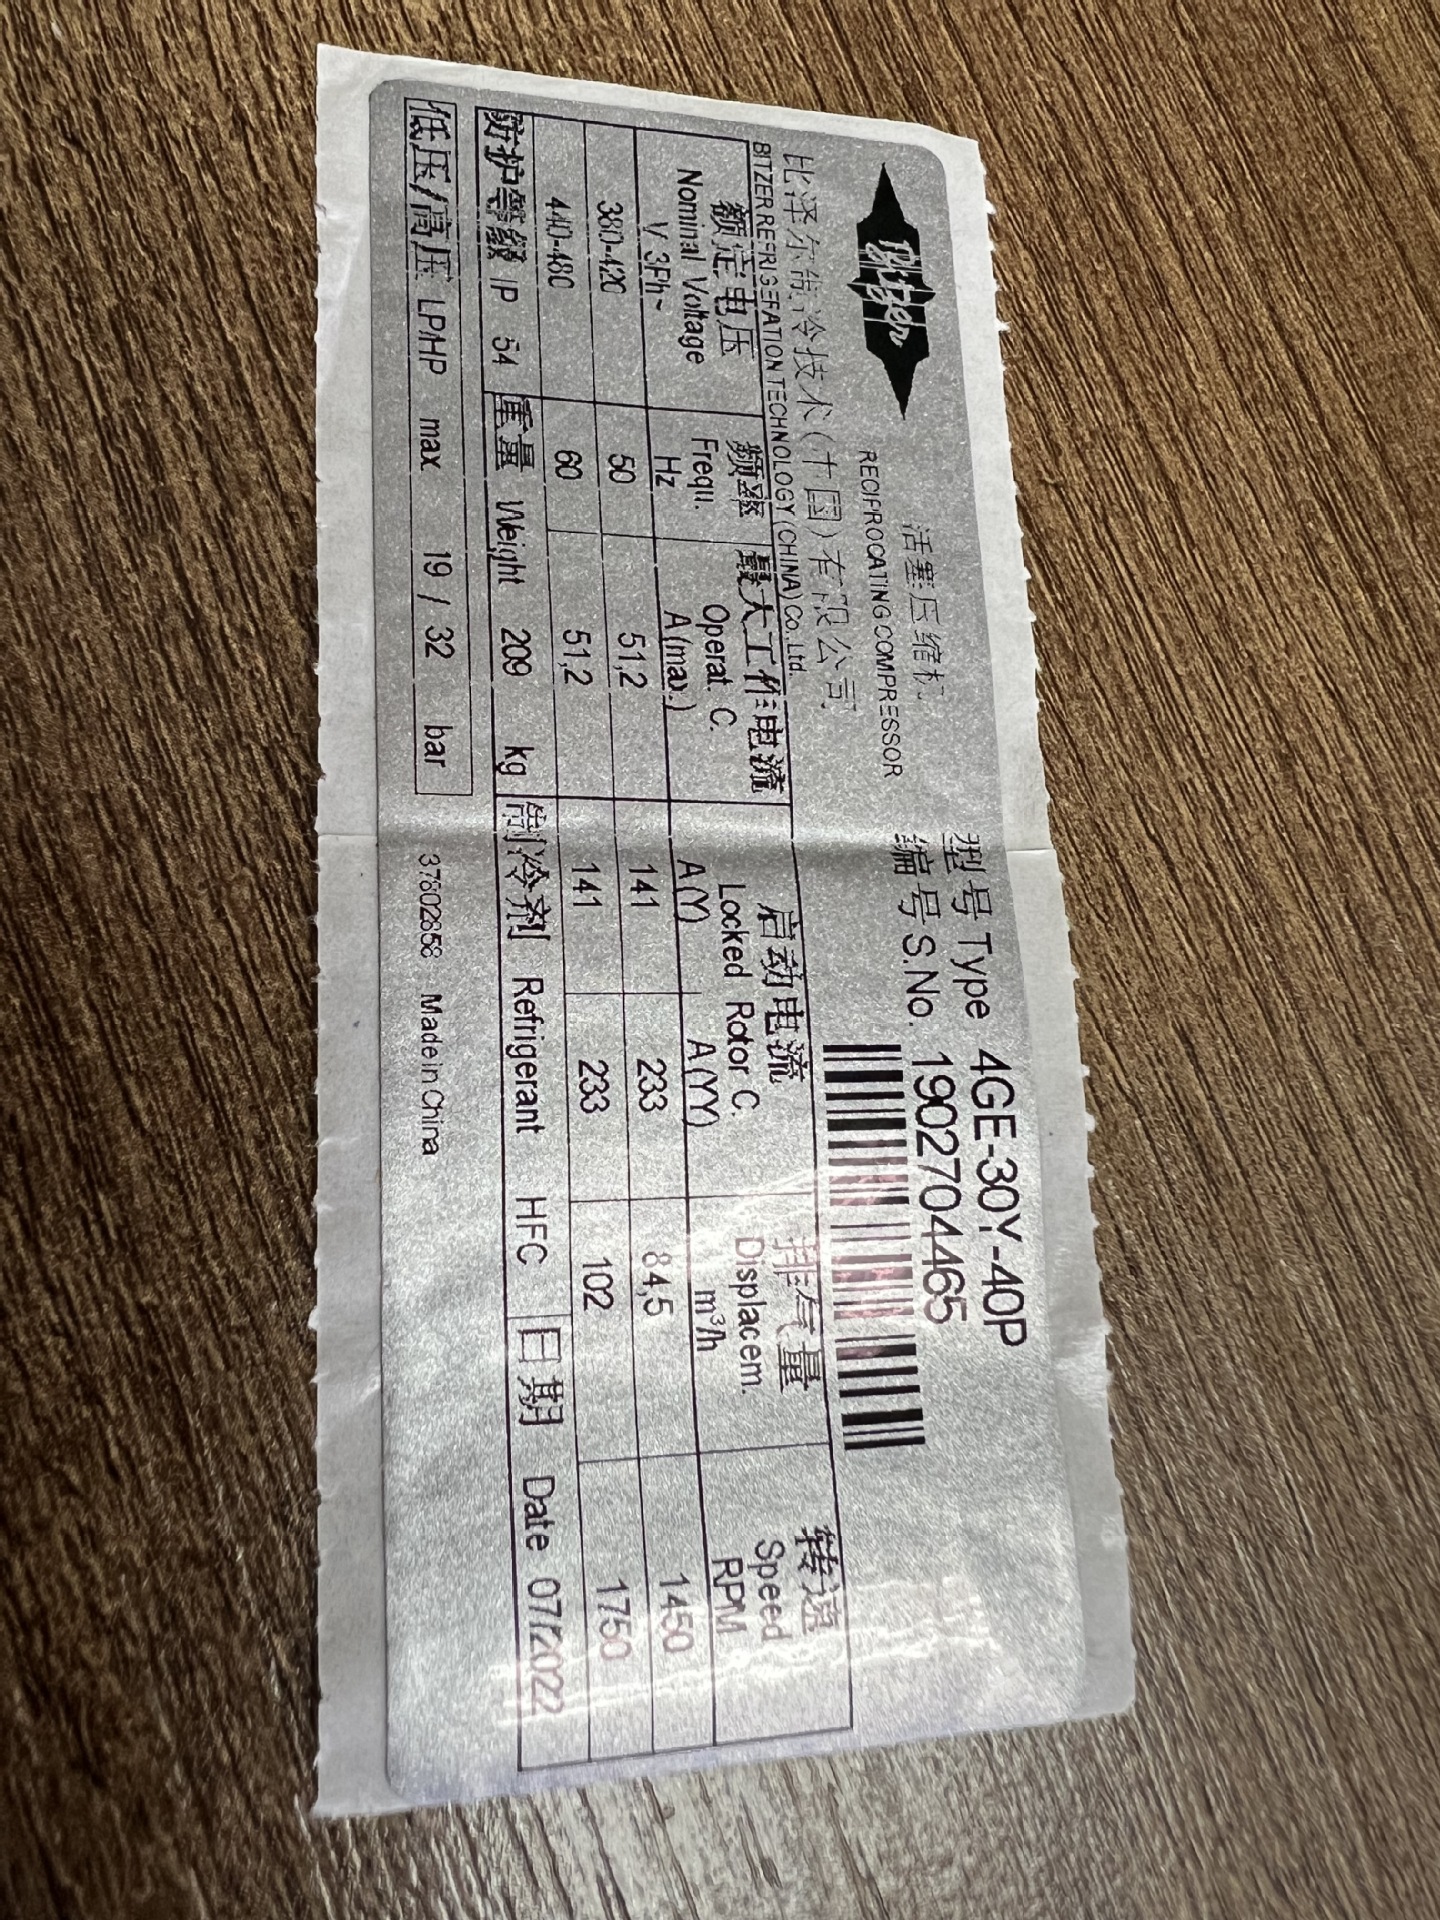 Bitzer
活塞压缩机
RECIPROCATING COMPRESSOR
型号 Type 4GE-30Y-40P
编号 S.No. 1902704465
比泽尔制冷技术(中国)有限公司
BITZER REFRIGERATION TECHNOLOGY (CHINA) Co.,Ltd.
额定电压 频率 最大工作电流 启动电流 排气量 转速
Nominal Voltage Frequ. Operat. C. Locked Rotor C. Displacem. Speed
V 3Ph~ Hz A(max.) A(Y) A(YY) m³/h RPM
380-420 50 51,2 141 233 84,5 1450
440-480 60 51,2 141 233 102 1750
防护等级 IP 54 重量 Weight 209 kg 制冷剂 Refrigerant HFC 日期 Date 07/2022
低压/高压 LP/HP max 19 / 32 bar 37802658 Made in China